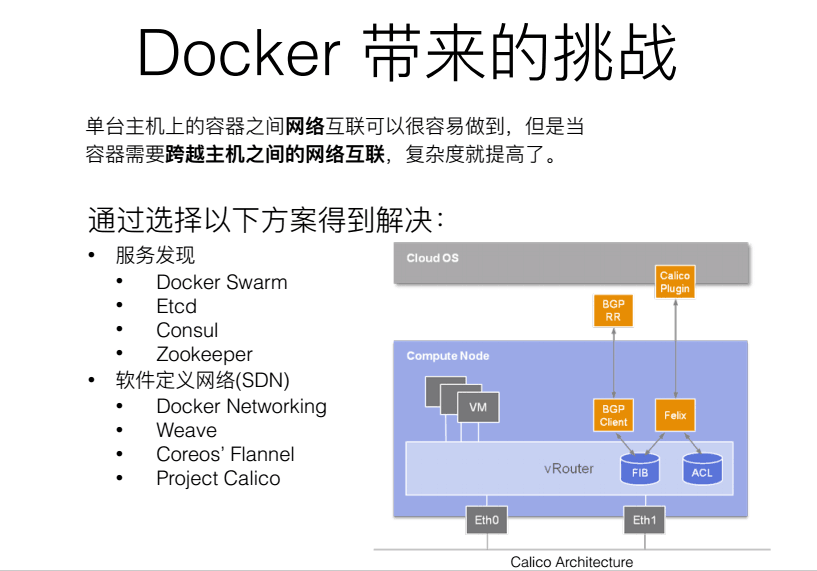 Docker 带来的挑战
单台主机上的容器之间网络互联可以很容易做到，但是当
容器需要跨越主机之间的网络互联，复杂度就提高了。
通过选择以下方案得到解决：
• 服务发现
• Docker Swarm
• Etcd
• Consul
• Zookeeper
• 软件定义网络(SDN)
• Docker Networking
• Weave
• Coreos’ Flannel
• Project Calico
Cloud OS
Calico
Plugin
BGP
RR
Compute Node
VM
BGP
Client
Felix
vRouter
FIB
ACL
Eth0
Eth1
Calico Architecture